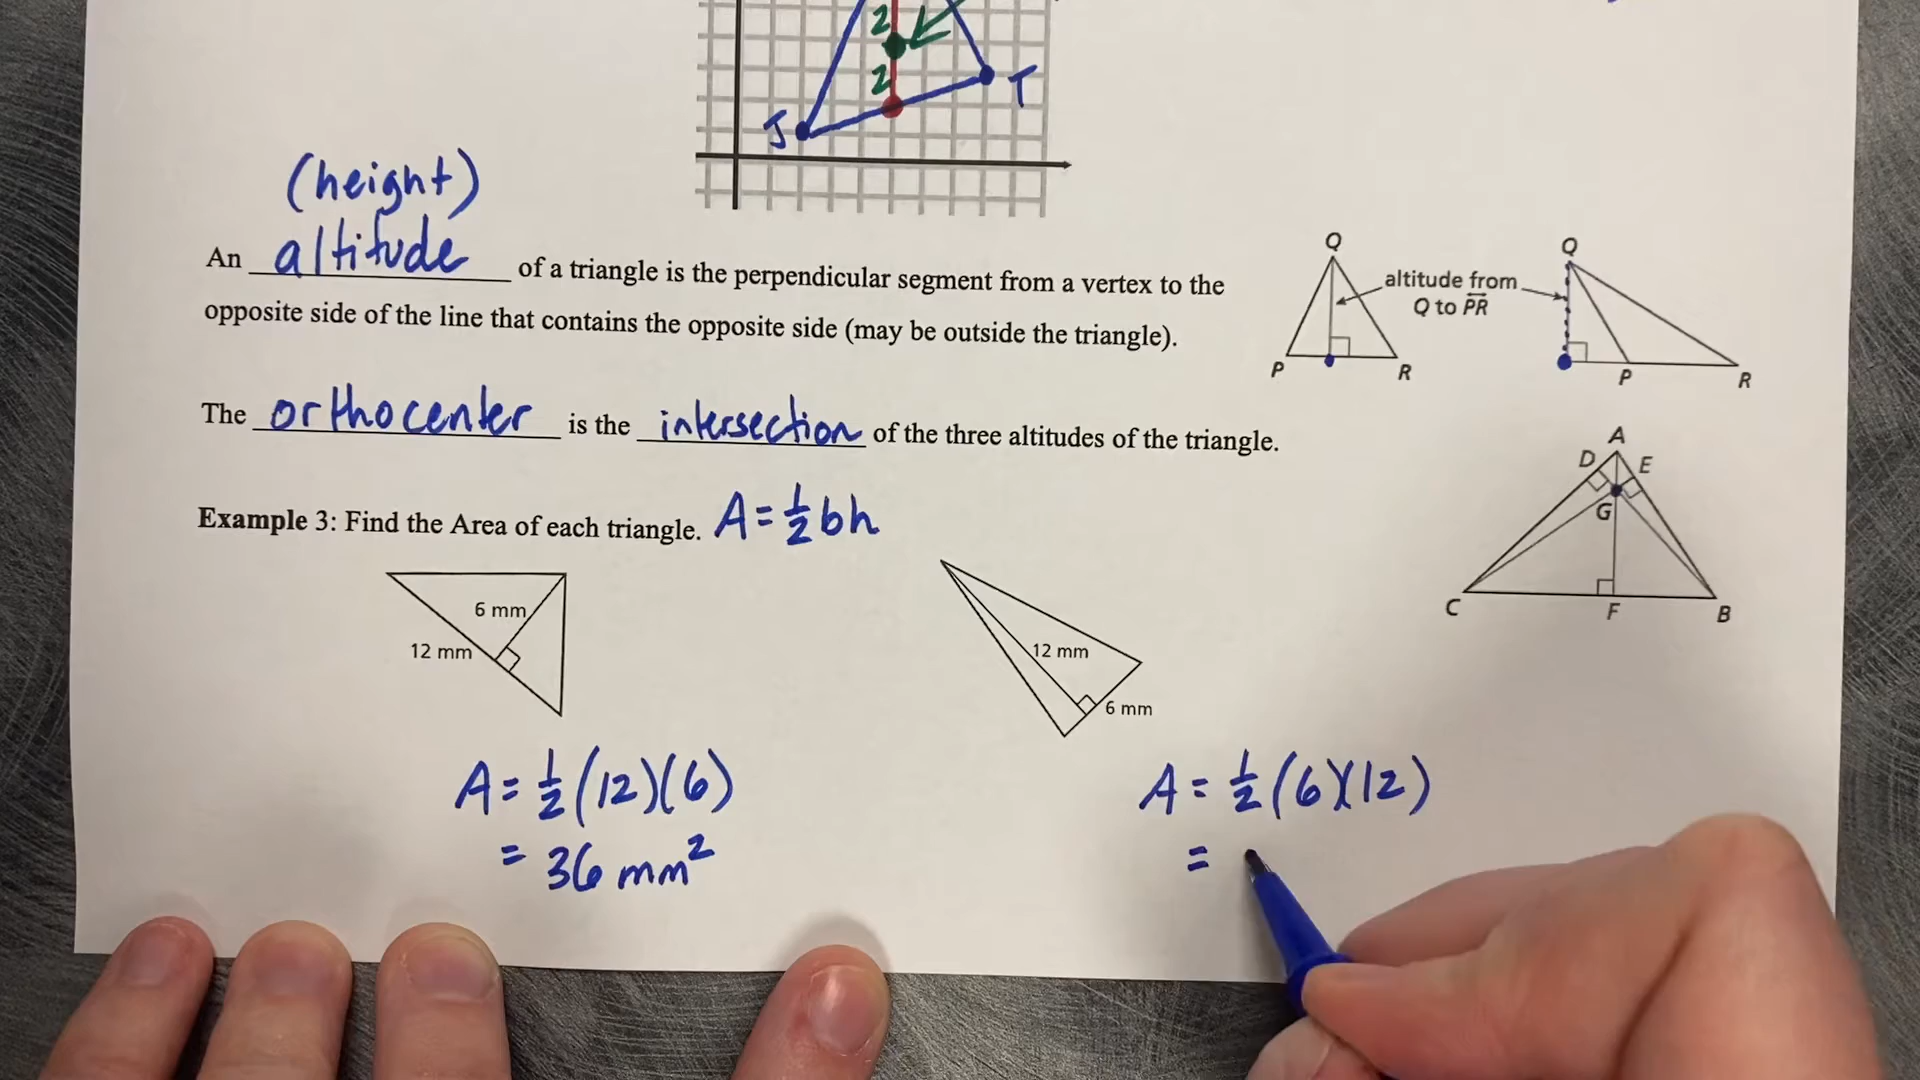 2
2
J
T
(height)
An altitude of a triangle is the perpendicular segment from a vertex to the
opposite side of the line that contains the opposite side (may be outside the triangle).
Q
Q
altitude from
Q to PR
P
R
P
R
The orthocenter is the intersection of the three altitudes of the triangle.
A
D
E
G
C
F
B
Example 3: Find the Area of each triangle. A = 1/2 bh
6 mm
12 mm
12 mm
6 mm
A = 1/2 (12)(6)
= 36 mm²
A = 1/2 (6)(12)
=